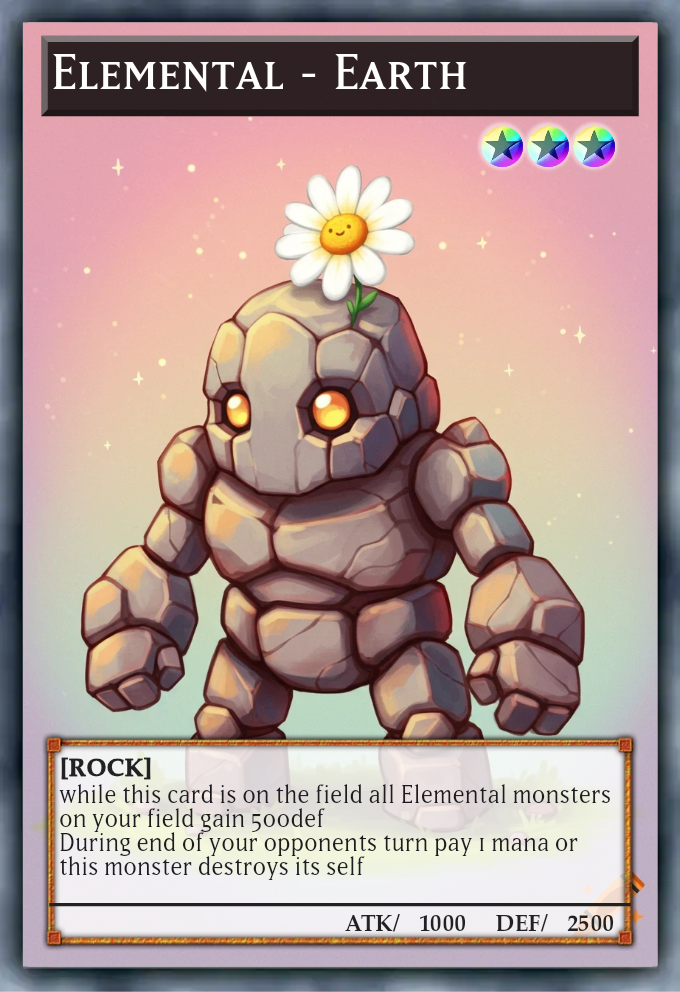 Elemental - Earth
[ROCK]
while this card is on the field all Elemental monsters
on your field gain 500def
During end of your opponents turn pay 1 mana or
this monster destroys its self
ATK/ 1000 DEF/ 2500